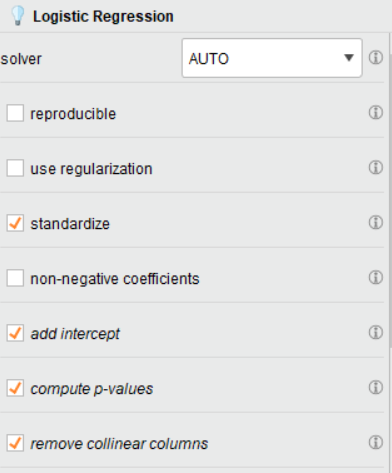 Logistic Regression
solver AUTO
reproducible
use regularization
standardize
non-negative coefficients
add intercept
compute p-values
remove collinear columns